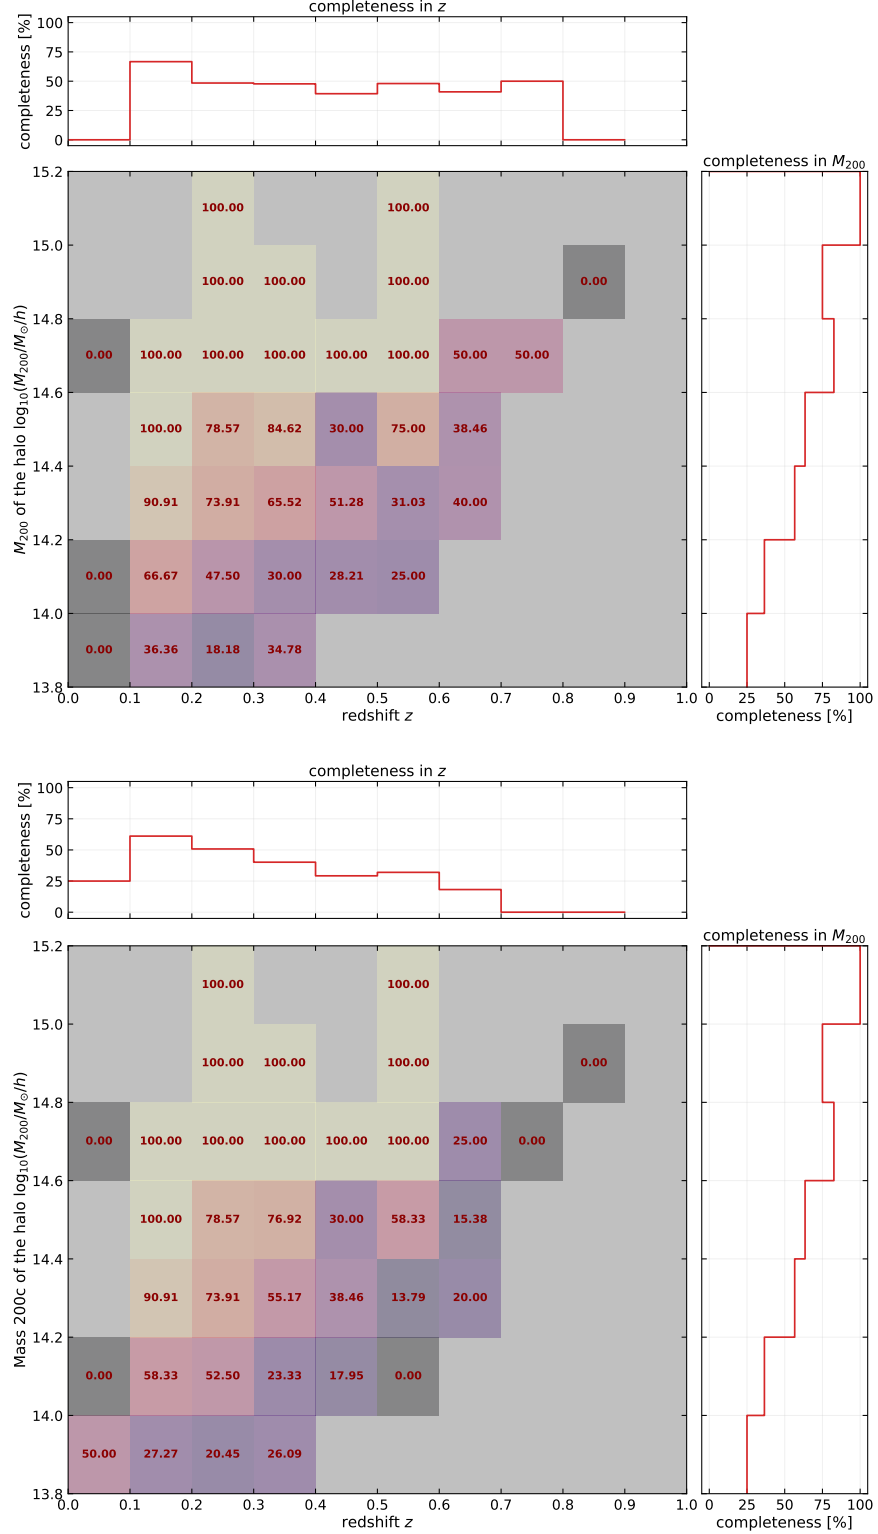 completeness in z
completeness [%]
100
75
50
25
0
completeness in M₂₀₀
M₂₀₀ of the halo log₁₀(M₂₀₀/M☉/h)
15.2
100.00 100.00
15.0
100.00 100.00 100.00 0.00
14.8
0.00 100.00 100.00 100.00 100.00 100.00 50.00 50.00
14.6
100.00 78.57 84.62 30.00 75.00 38.46
14.4
90.91 73.91 65.52 51.28 31.03 40.00
14.2
0.00 66.67 47.50 30.00 28.21 25.00
14.0
0.00 36.36 18.18 34.78
13.8
0.0 0.1 0.2 0.3 0.4 0.5 0.6 0.7 0.8 0.9 1.0
redshift z
0 25 50 75 100
completeness [%]
completeness in z
completeness [%]
100
75
50
25
0
completeness in M₂₀₀
Mass 200c of the halo log₁₀(M₂₀₀/M☉/h)
15.2
100.00 100.00
15.0
100.00 100.00 100.00 0.00
14.8
0.00 100.00 100.00 100.00 100.00 100.00 25.00 0.00
14.6
100.00 78.57 76.92 30.00 58.33 15.38
14.4
90.91 73.91 55.17 38.46 13.79 20.00
14.2
0.00 58.33 52.50 23.33 17.95 0.00
14.0
50.00 27.27 20.45 26.09
13.8
0.0 0.1 0.2 0.3 0.4 0.5 0.6 0.7 0.8 0.9
redshift z
0 25 50 75 100
completeness [%]